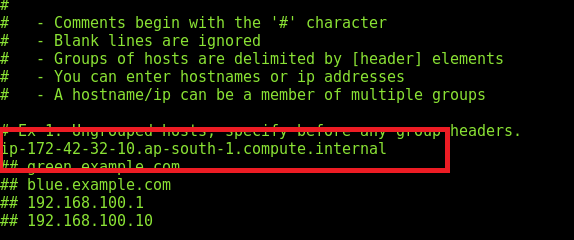 #
#   - Comments begin with the '#' character
#   - Blank lines are ignored
#   - Groups of hosts are delimited by [header] elements
#   - You can enter hostnames or ip addresses
#   - A hostname/ip can be a member of multiple groups
# Ex 1: Ungrouped hosts, specify before any group headers.
ip-172-42-32-10.ap-south-1.compute.internal
## green.example.com
## blue.example.com
## 192.168.100.1
## 192.168.100.10